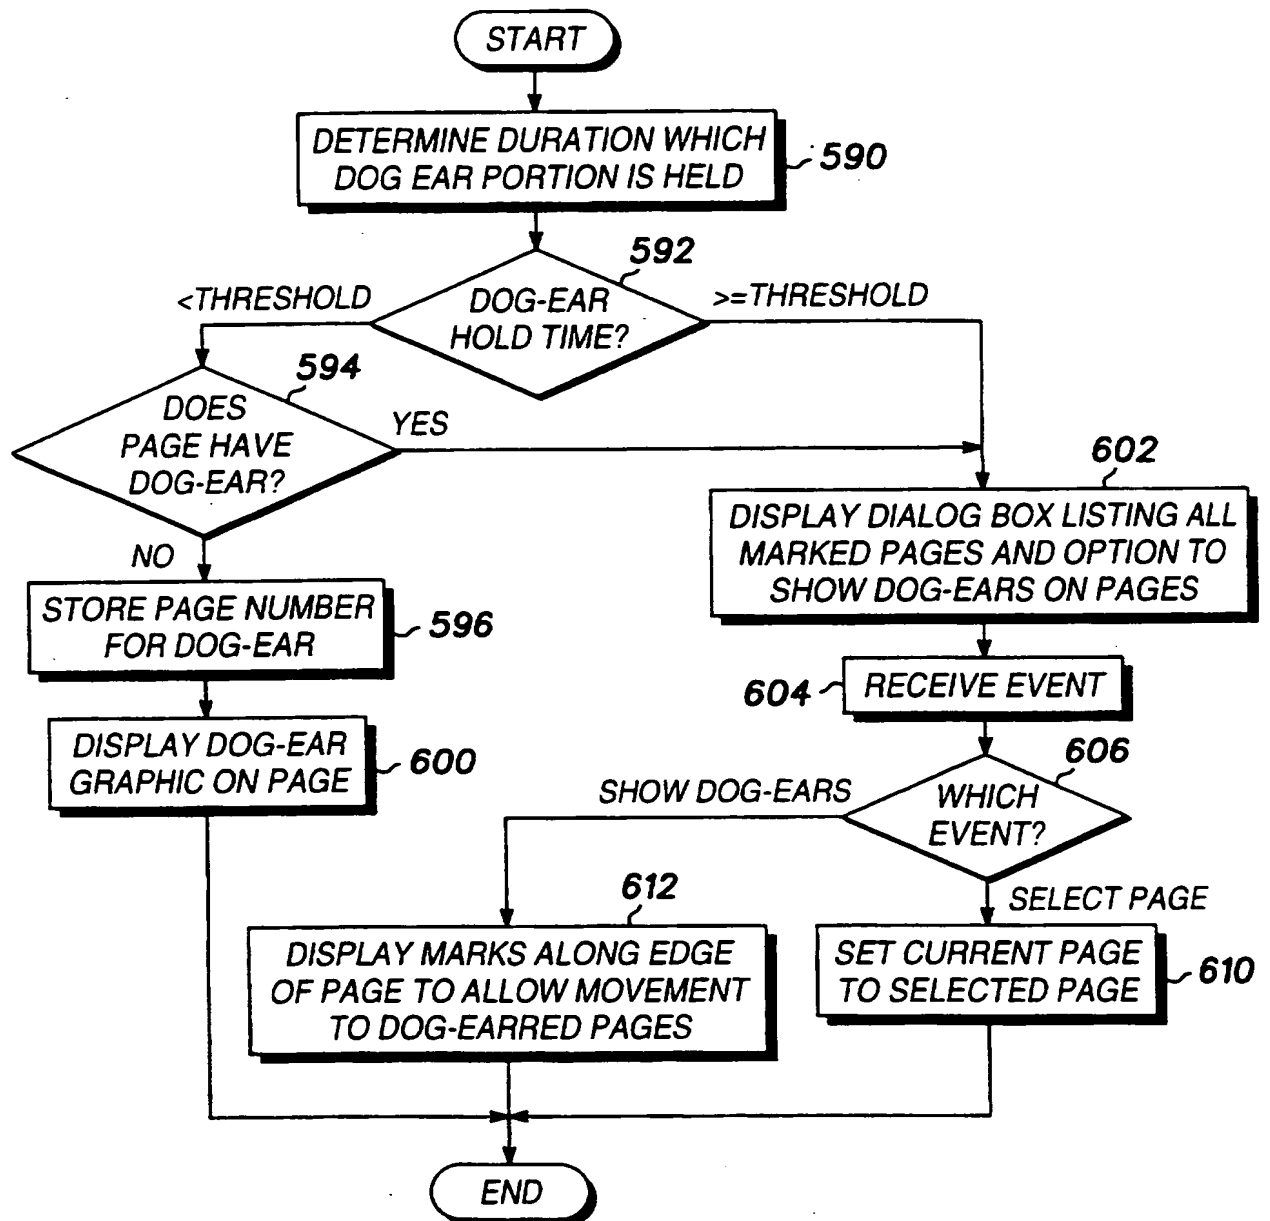 START
DETERMINE DURATION WHICH
DOG EAR PORTION IS HELD
590
592
<THRESHOLD
DOG-EAR
HOLD TIME?
>=THRESHOLD
594
DOES
PAGE HAVE
DOG-EAR?
YES
NO
602
DISPLAY DIALOG BOX LISTING ALL
MARKED PAGES AND OPTION TO
SHOW DOG-EARS ON PAGES
STORE PAGE NUMBER
FOR DOG-EAR
596
604
RECEIVE EVENT
DISPLAY DOG-EAR
GRAPHIC ON PAGE
600
606
SHOW DOG-EARS
WHICH
EVENT?
SELECT PAGE
612
DISPLAY MARKS ALONG EDGE
OF PAGE TO ALLOW MOVEMENT
TO DOG-EARRED PAGES
SET CURRENT PAGE
TO SELECTED PAGE
610
END